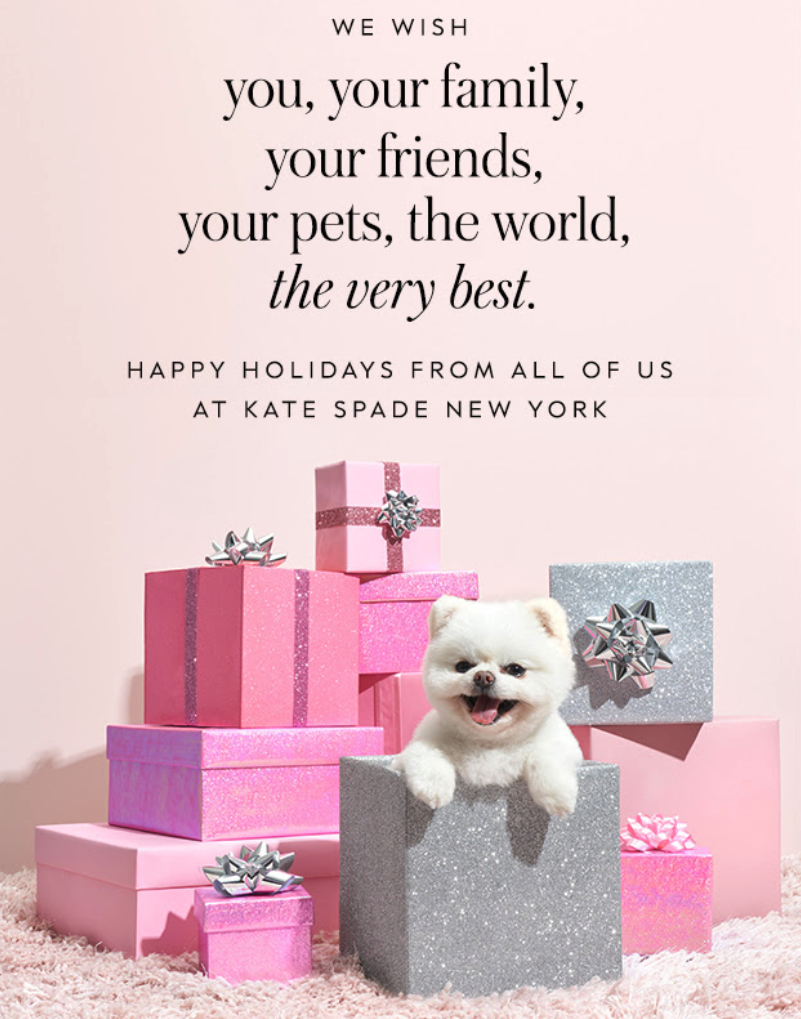 WE WISH
you, your family,
your friends,
your pets, the world,
the very best.
HAPPY HOLIDAYS FROM ALL OF US
AT KATE SPADE NEW YORK